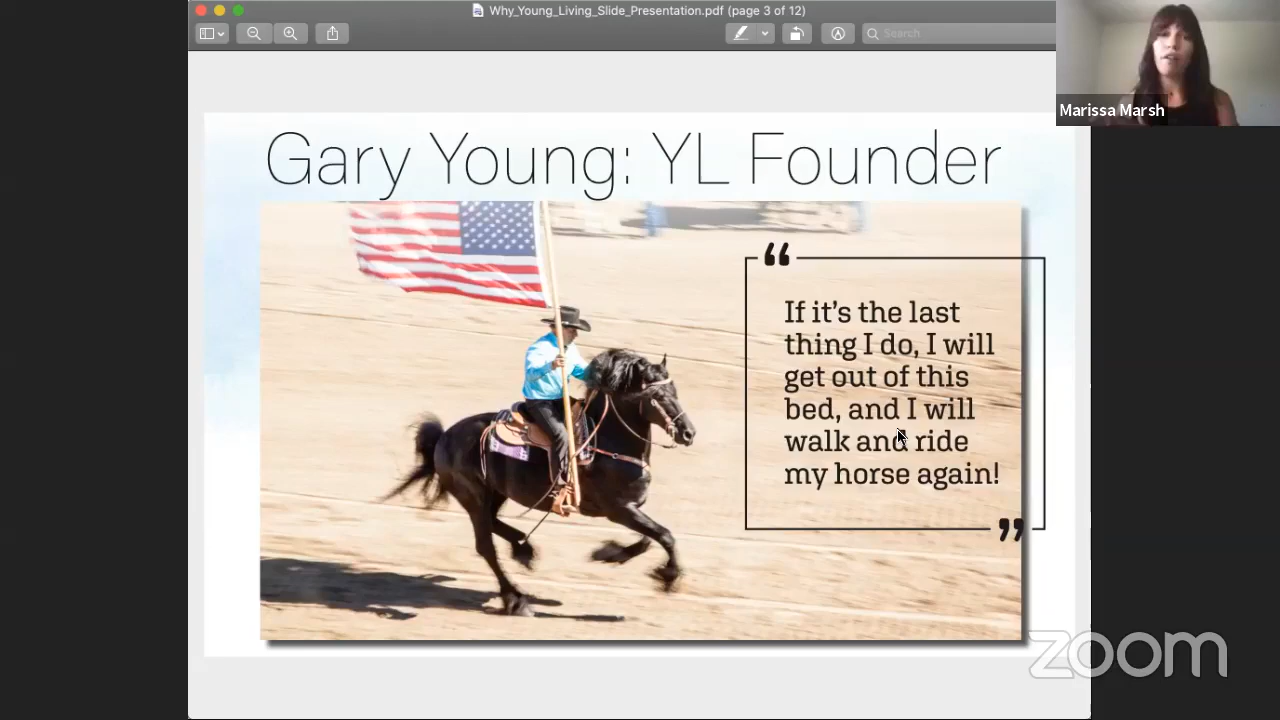 Why_Young_Living_Slide_Presentation.pdf (page 3 of 12)
Search
Marissa Marsh
Gary Young: YL Founder
“
If it’s the last
thing I do, I will
get out of this
bed, and I will
walk and ride
my horse again!
”
zoom